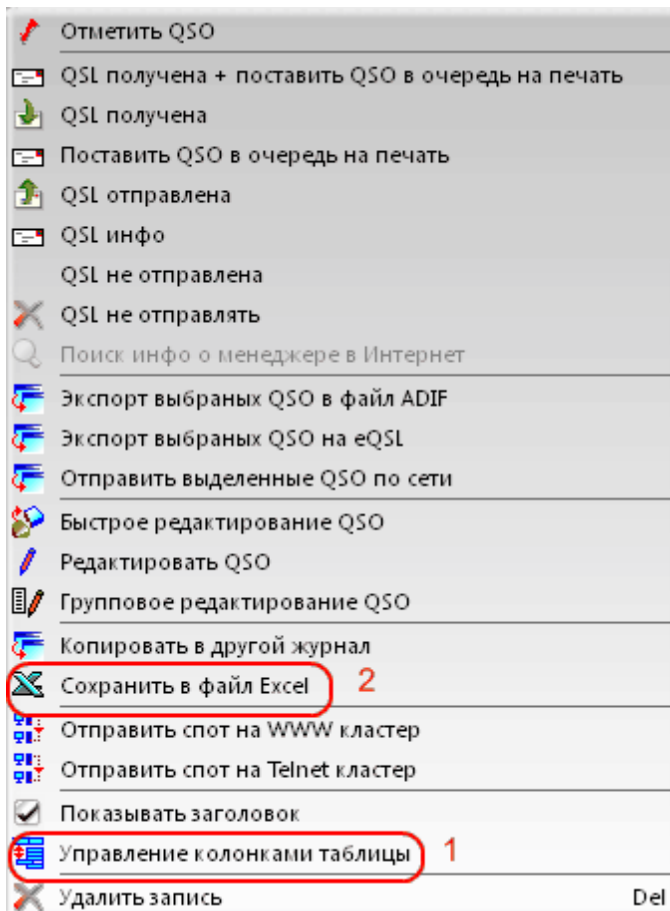 Отметить QSO
QSL получена + поставить QSO в очередь на печать
QSL получена
Поставить QSO в очередь на печать
QSL отправлена
QSL инфо
QSL не отправлена
QSL не отправлять
Поиск инфо о менеджере в Интернет
Экспорт выбраных QSO в файл ADIF
Экспорт выбраных QSO на eQSL
Отправить выделенные QSO по сети
Быстрое редактирование QSO
Редактировать QSO
Групповое редактирование QSO
Копировать в другой журнал
Сохранить в файл Excel 2
Отправить спот на WWW кластер
Отправить спот на Telnet кластер
Показывать заголовок
Управление колонками таблицы 1
Удалить запись Del